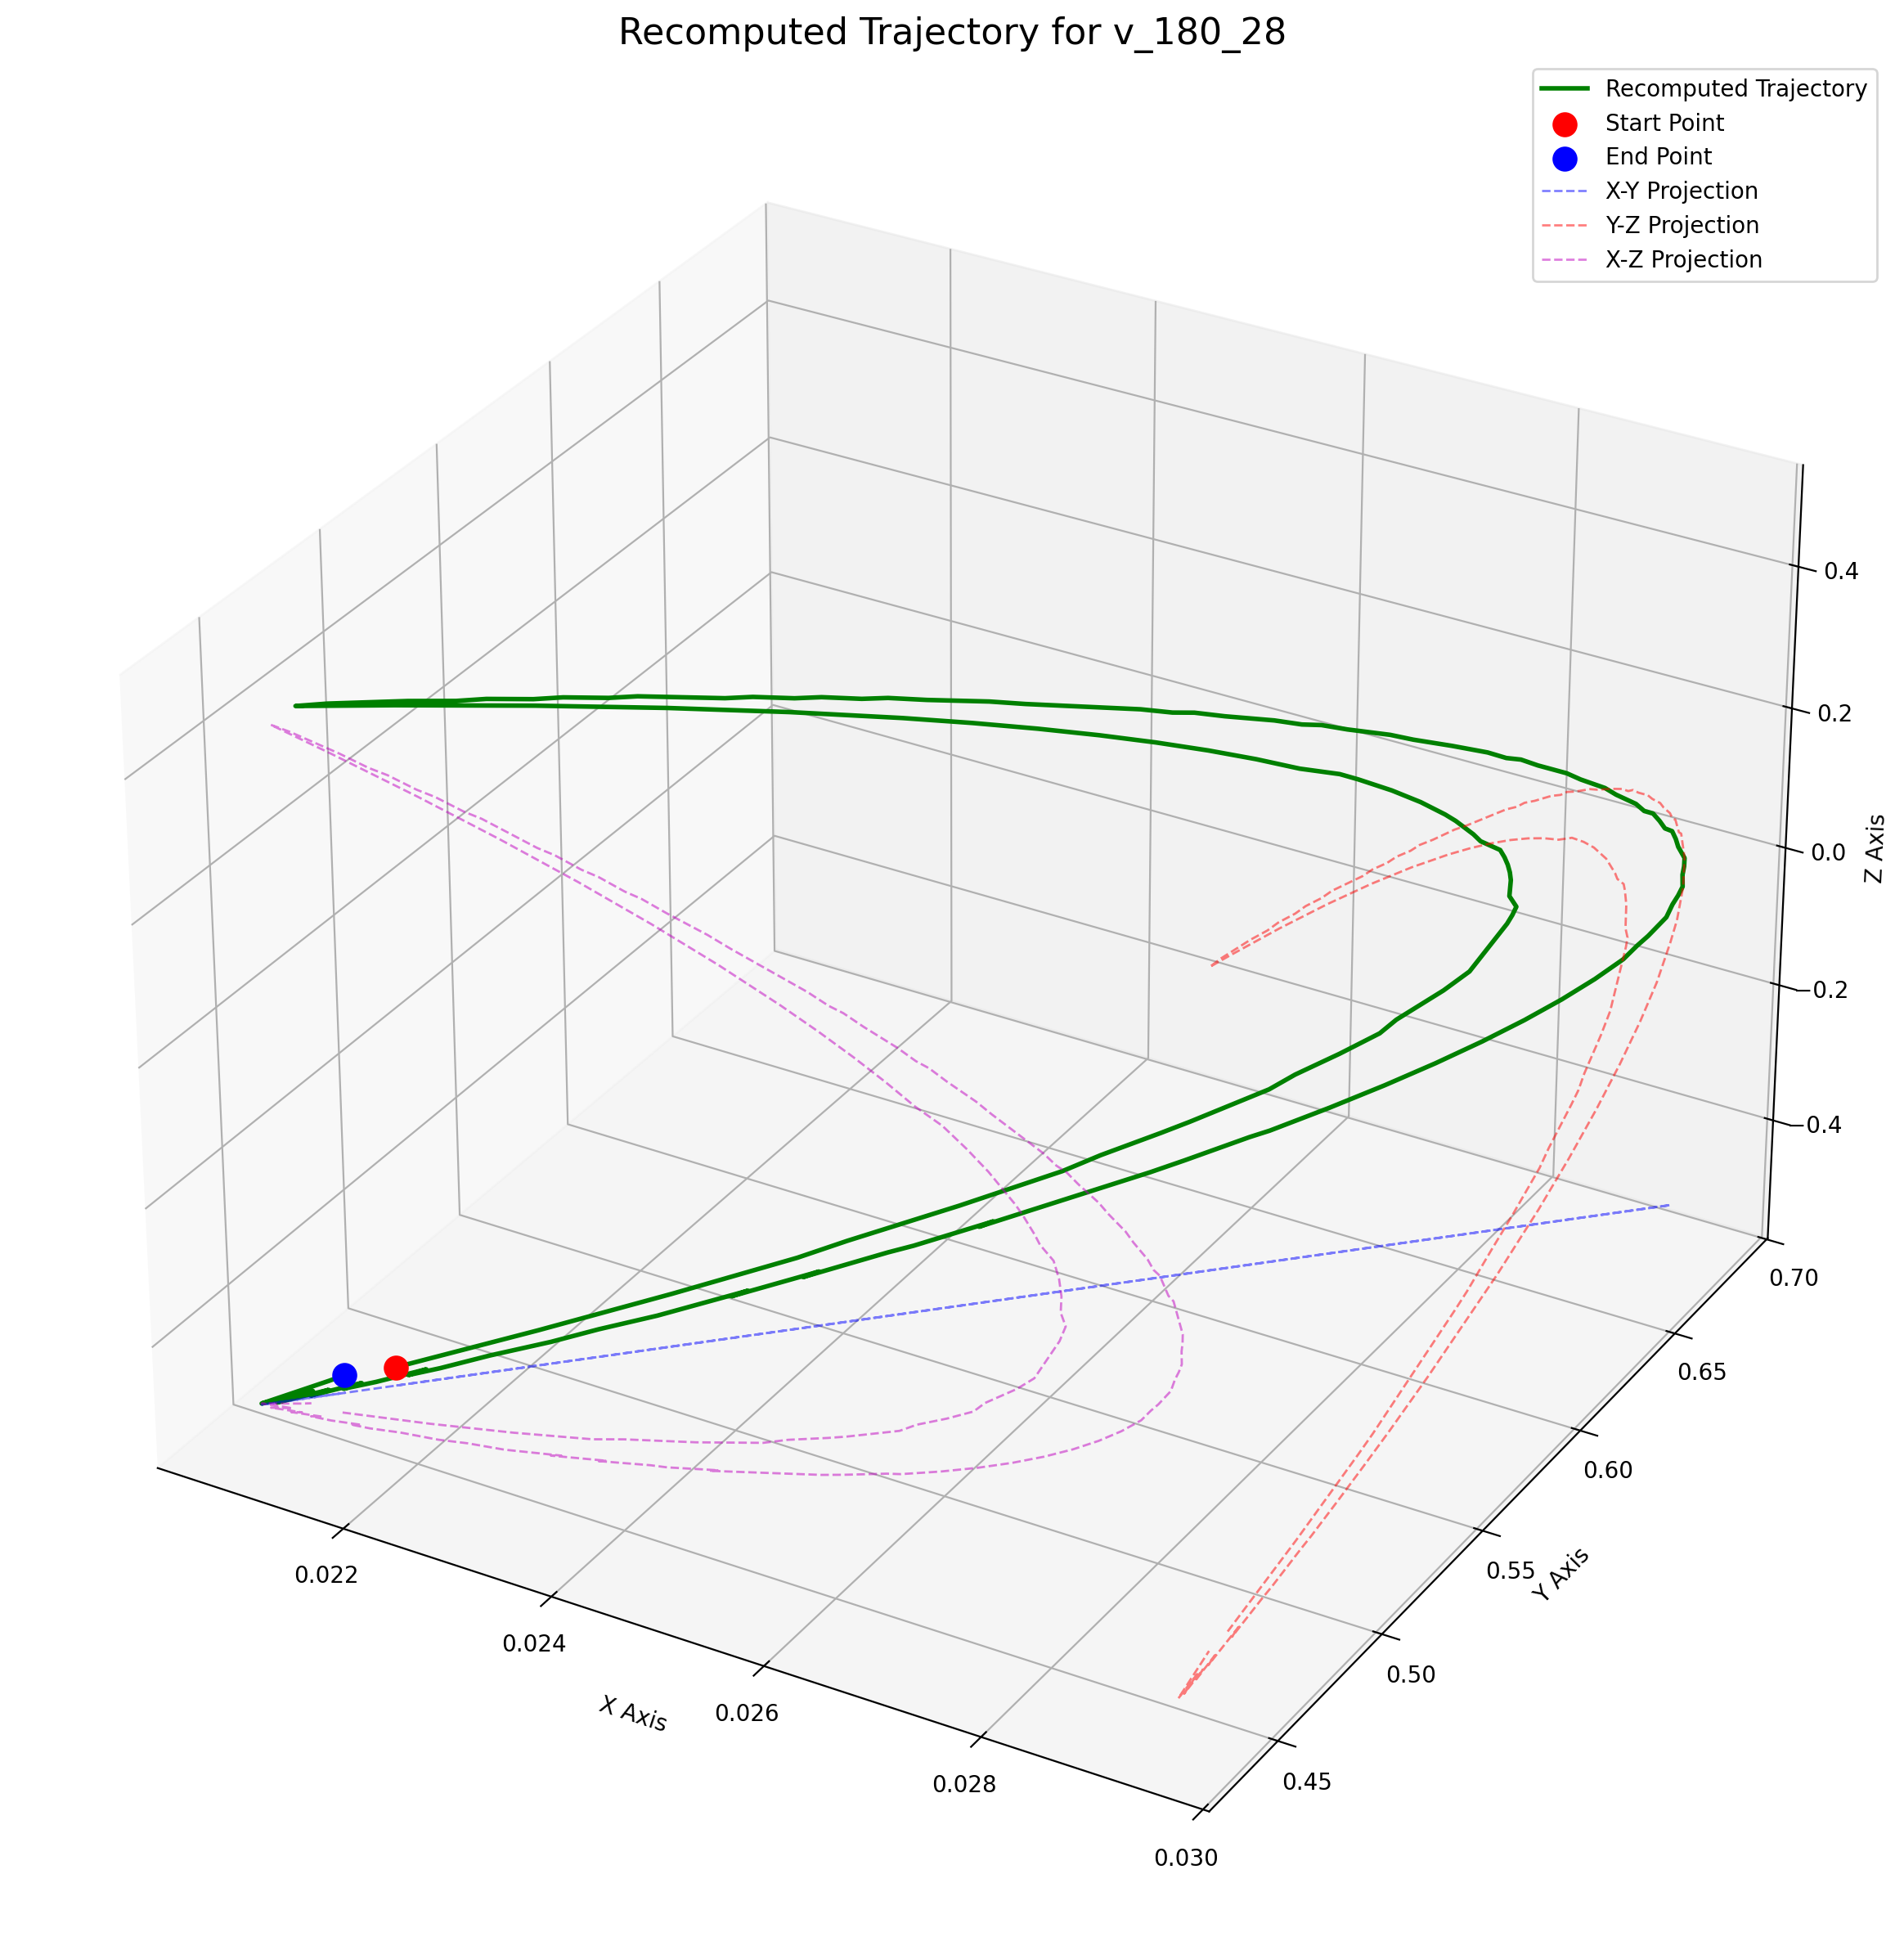 Recomputed Trajectory for v_180_28
Recomputed Trajectory
Start Point
End Point
X-Y Projection
Y-Z Projection
X-Z Projection
0.4
0.2
0.0
−0.2
−0.4
Z Axis
0.70
0.65
0.60
0.55
0.50
0.45
Y Axis
0.022
0.024
0.026
0.028
0.030
X Axis